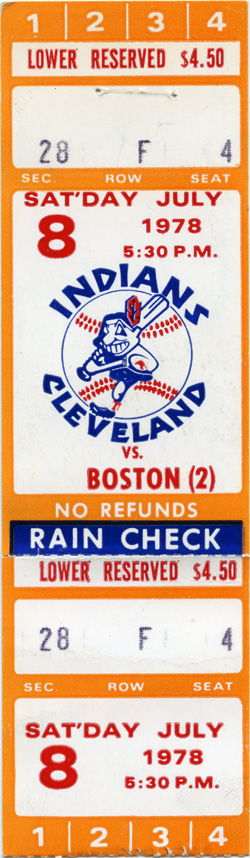 1 2 3 4
LOWER RESERVED $4.50
28 F 4
SEC. ROW SEAT
SAT'DAY JULY
8 1978
5:30 P.M.
INDIANS
CLEVELAND
VS.
BOSTON (2)
NO REFUNDS
RAIN CHECK
LOWER RESERVED $4.50
28 F 4
SEC. ROW SEAT
SAT'DAY JULY
8 1978
5:30 P.M.
1 2 3 4